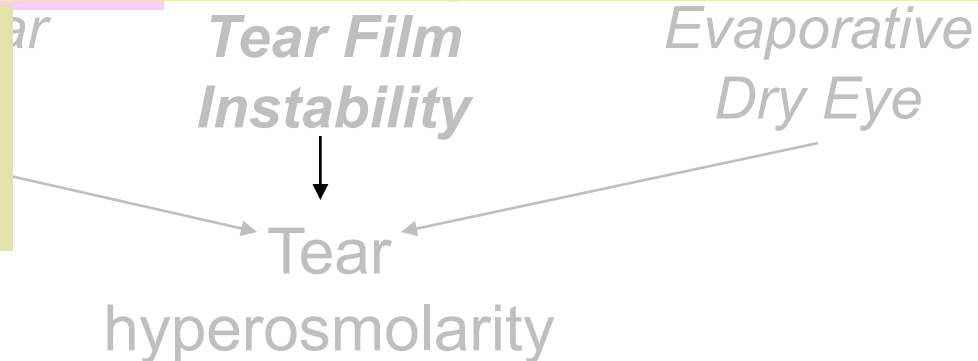 Tear Film
Instability
Evaporative
Dry Eye
Tear
hyperosmolarity